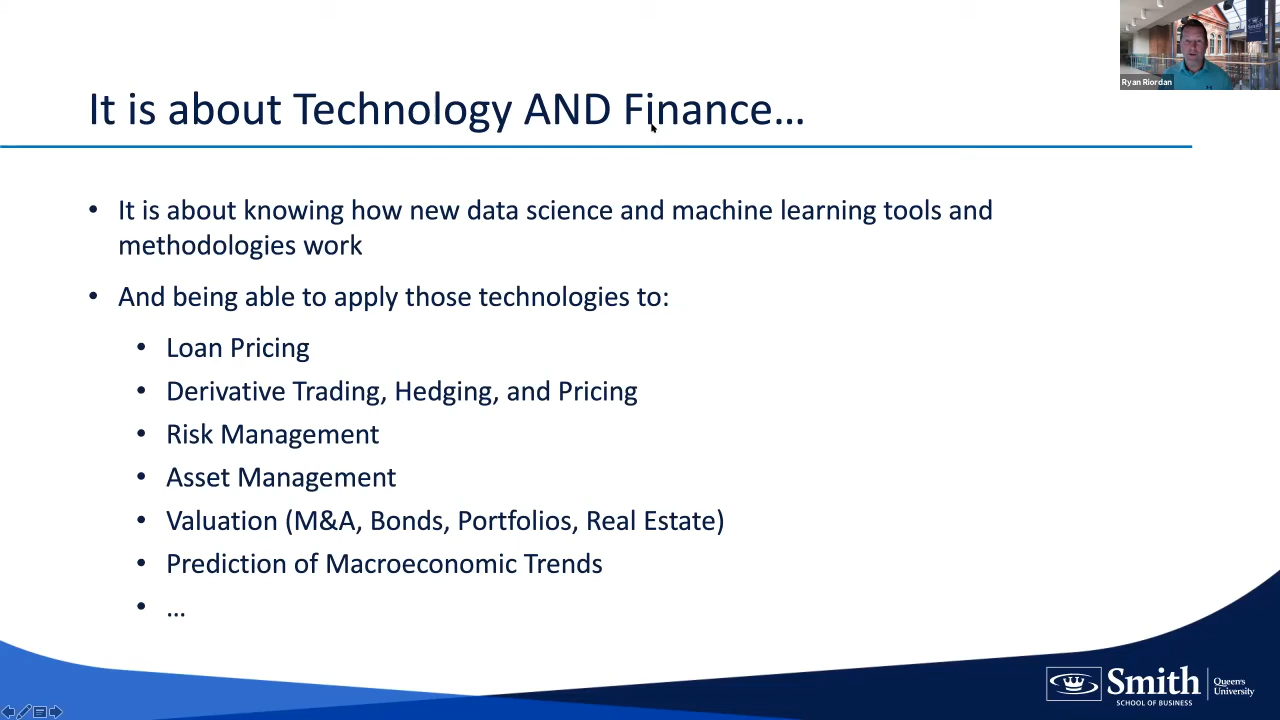 Smith
Ryan Riordan
It is about Technology AND Finance…
• It is about knowing how new data science and machine learning tools and
methodologies work
• And being able to apply those technologies to:
• Loan Pricing
• Derivative Trading, Hedging, and Pricing
• Risk Management
• Asset Management
• Valuation (M&A, Bonds, Portfolios, Real Estate)
• Prediction of Macroeconomic Trends
• …
Smith
SCHOOL OF BUSINESS
Queen's
University